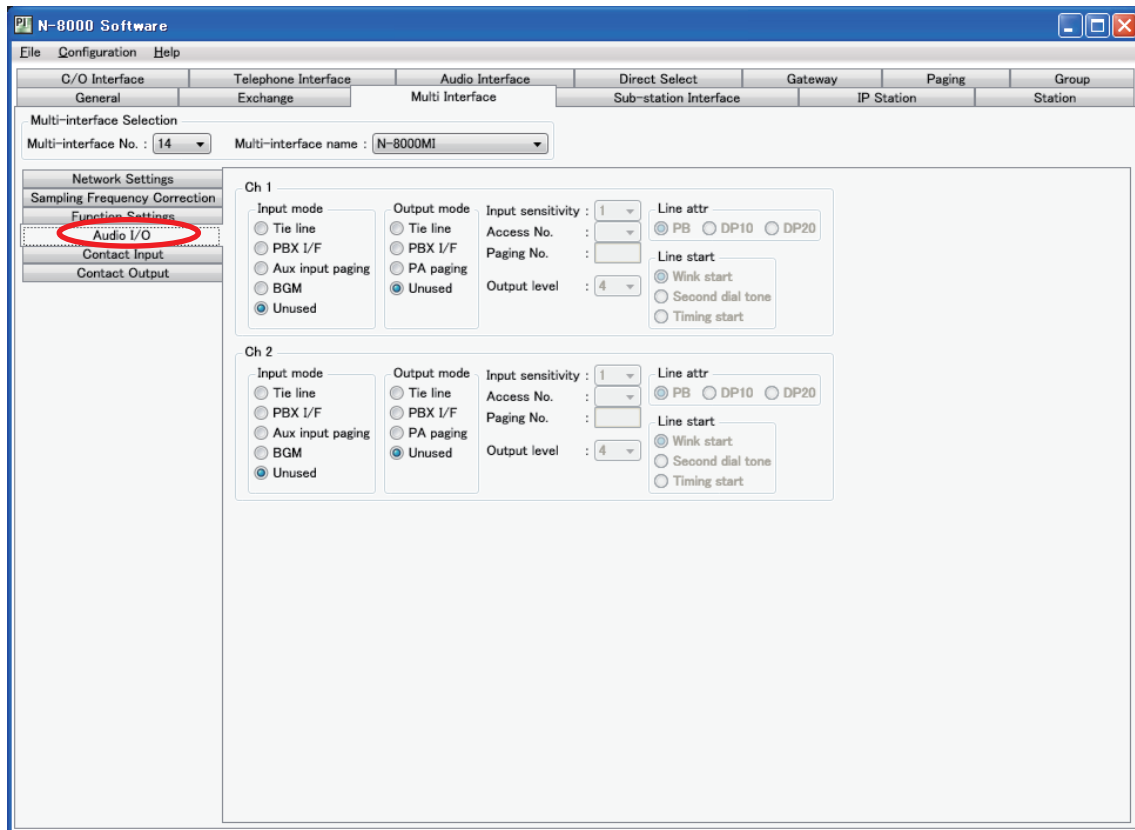 N-8000 Software
File Configuration Help
C/O Interface Telephone Interface Audio Interface Direct Select Gateway Paging Group
General Exchange Multi Interface Sub-station Interface IP Station Station
Multi-interface Selection
Multi-interface No. : 14 Multi-interface name : N-8000MI
Network Settings
Sampling Frequency Correction
Function Settings
Audio I/O
Contact Input
Contact Output
Ch 1
Input mode
Tie line
PBX I/F
Aux input paging
BGM
Unused
Output mode
Tie line
PBX I/F
PA paging
Unused
Input sensitivity : 1
Access No. :
Paging No. :
Output level : 4
Line attr
PB DP10 DP20
Line start
Wink start
Second dial tone
Timing start
Ch 2
Input mode
Tie line
PBX I/F
Aux input paging
BGM
Unused
Output mode
Tie line
PBX I/F
PA paging
Unused
Input sensitivity : 1
Access No. :
Paging No. :
Output level : 4
Line attr
PB DP10 DP20
Line start
Wink start
Second dial tone
Timing start